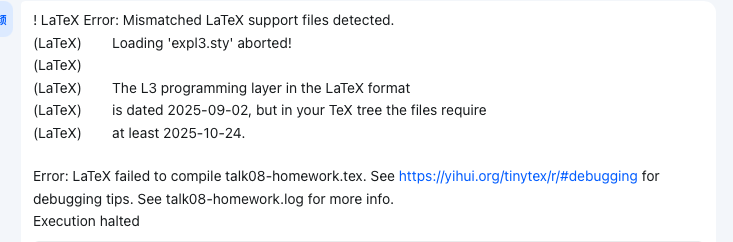 ! LaTeX Error: Mismatched LaTeX support files detected.
(LaTeX) Loading 'expl3.sty' aborted!
(LaTeX)
(LaTeX) The L3 programming layer in the LaTeX format
(LaTeX) is dated 2025-09-02, but in your TeX tree the files require
(LaTeX) at least 2025-10-24.
Error: LaTeX failed to compile talk08-homework.tex. See https://yihui.org/tinytex/r/#debugging for
debugging tips. See talk08-homework.log for more info.
Execution halted